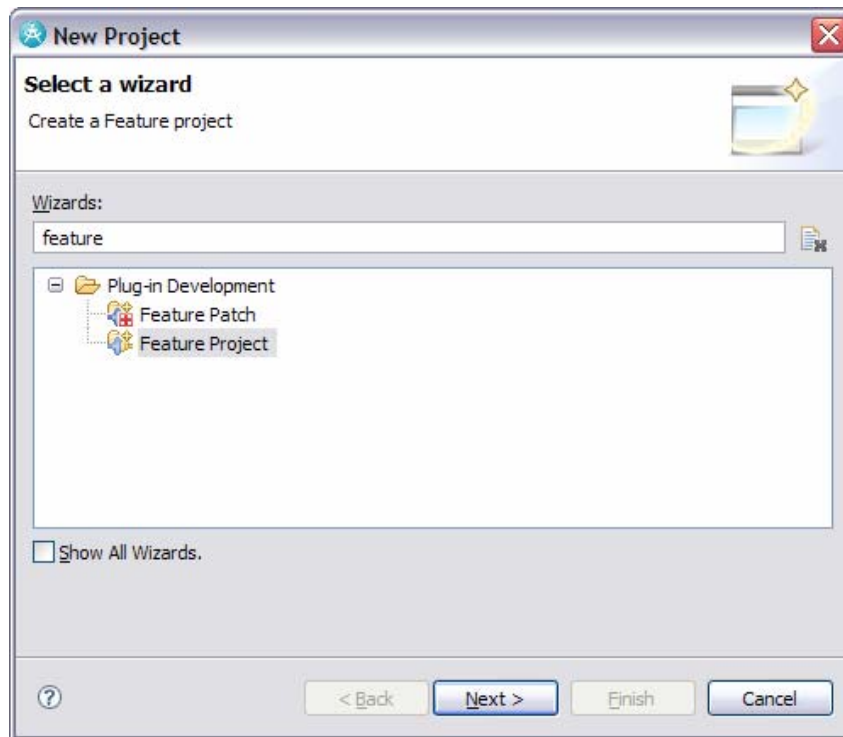 New Project
Select a wizard
Create a Feature project
Wizards:
feature
Plug-in Development
Feature Patch
Feature Project
Show All Wizards.
< Back Next > Finish Cancel